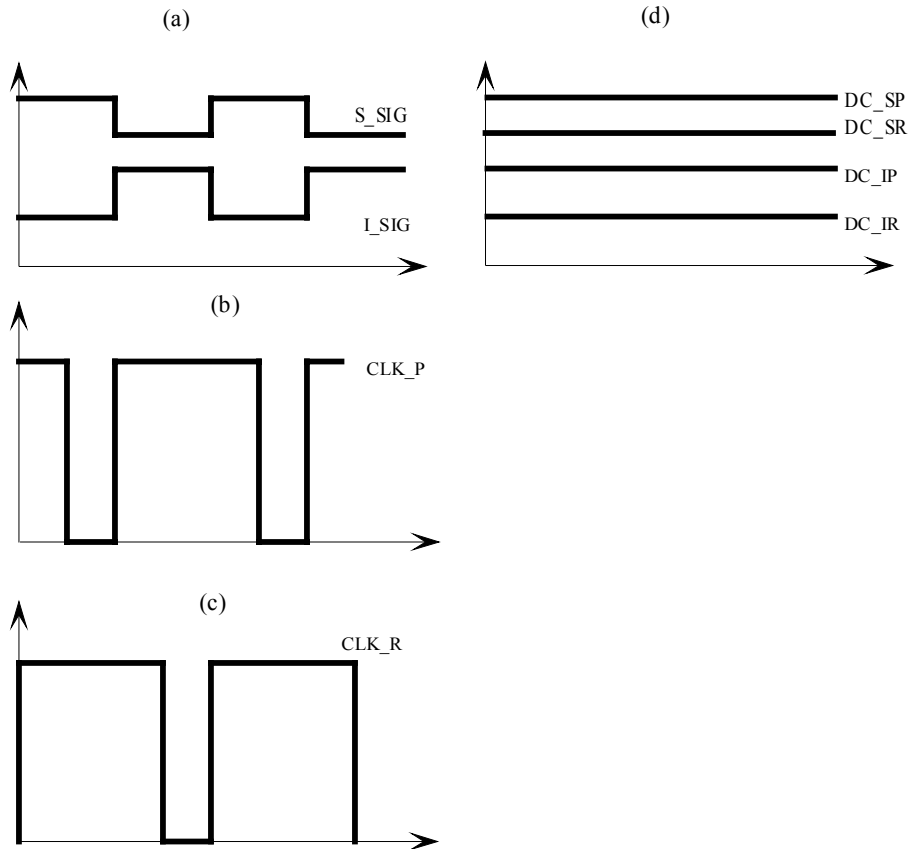 (a)
S_SIG
I_SIG
(b)
CLK_P
(c)
CLK_R
(d)
DC_SP
DC_SR
DC_IP
DC_IR